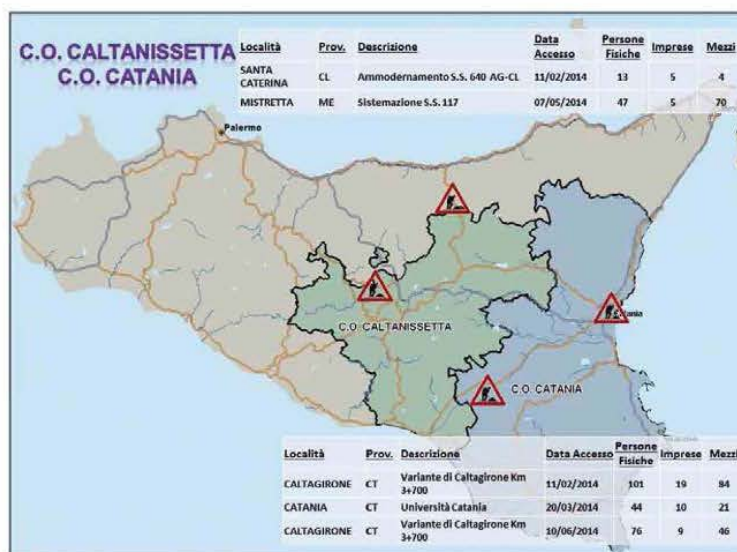 C.O. CALTANISSETTA
C.O. CATANIA
Località Prov. Descrizione Data Accesso Persone Fisiche Imprese Mezzi
SANTA CATERINA CL Ammodernamento S.S. 640 AG-CL 11/02/2014 13 5 4
MISTRETTA ME Sistemazione S.S. 117 07/05/2014 47 5 70
Palermo
C.O. CALTANISSETTA
C.O. CATANIA
Località Prov. Descrizione Data Accesso Persone Fisiche Imprese Mezzi
CALTAGIRONE CT Variante di Caltagirone Km 3+700 11/02/2014 101 19 84
CATANIA CT Università Catania 20/03/2014 44 10 21
CALTAGIRONE CT Variante di Caltagirone Km 3+700 10/06/2014 76 9 46